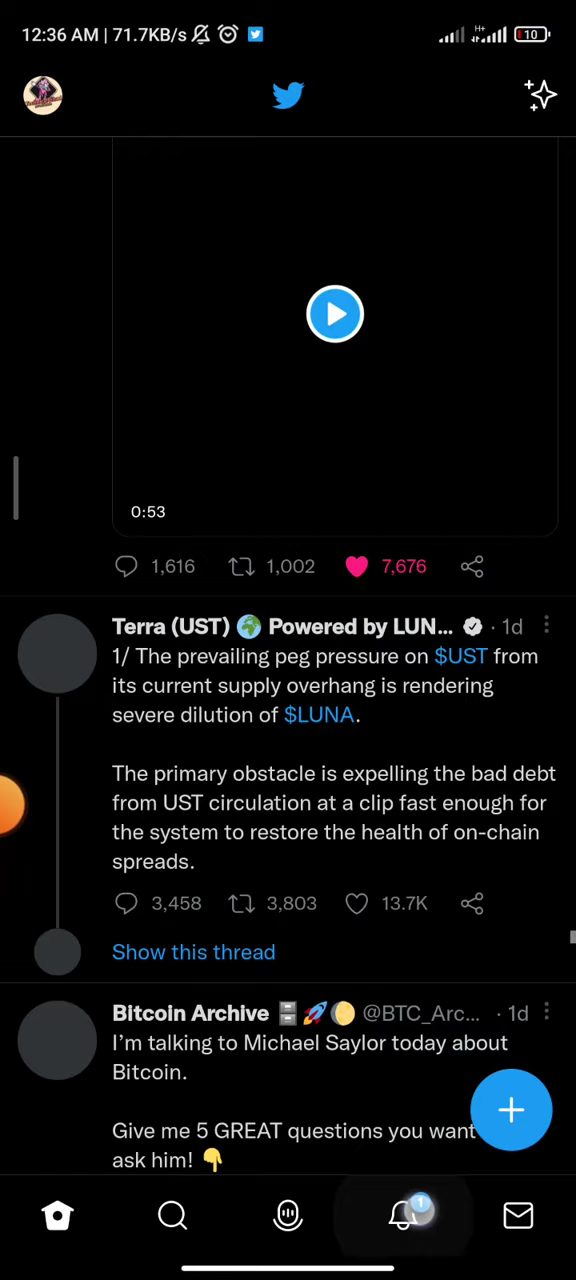 12:36 AM | 71.7KB/s
H+
10
0:53
1,616 1,002 7,676
Terra (UST) 🌍 Powered by LUN... · 1d
1/ The prevailing peg pressure on $UST from
its current supply overhang is rendering
severe dilution of $LUNA.
The primary obstacle is expelling the bad debt
from UST circulation at a clip fast enough for
the system to restore the health of on-chain
spreads.
3,458 3,803 13.7K
Show this thread
Bitcoin Archive 🗄🚀🌔 @BTC_Arc... · 1d
I'm talking to Michael Saylor today about
Bitcoin.
Give me 5 GREAT questions you want
ask him! 👇
1